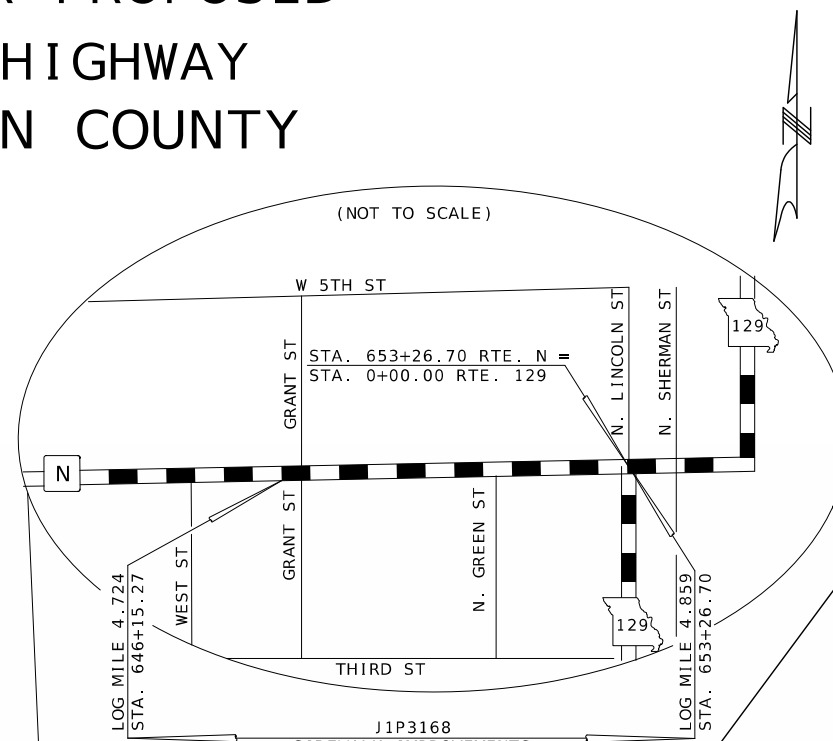 PROPOSED
HIGHWAY
N COUNTY
N
(NOT TO SCALE)
W 5TH ST
GRANT ST
STA. 653+26.70 RTE. N =
STA. 0+00.00 RTE. 129
N. LINCOLN ST
N. SHERMAN ST
129
N
WEST ST
GRANT ST
N. GREEN ST
129
THIRD ST
LOG MILE 4.724
STA. 646+15.27
LOG MILE 4.859
STA. 653+26.70
J1P3168